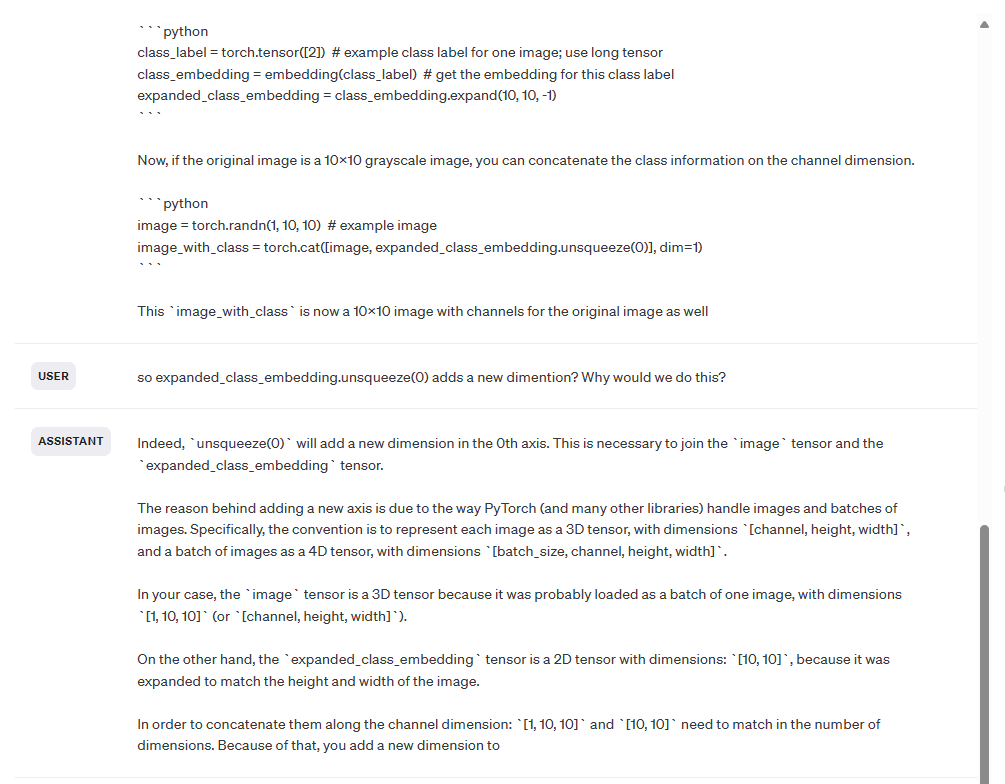 ```python
class_label = torch.tensor([2])  # example class label for one image; use long tensor
class_embedding = embedding(class_label)  # get the embedding for this class label
expanded_class_embedding = class_embedding.expand(10, 10, -1)
```
Now, if the original image is a 10×10 grayscale image, you can concatenate the class information on the channel dimension.
```python
image = torch.randn(1, 10, 10)  # example image
image_with_class = torch.cat([image, expanded_class_embedding.unsqueeze(0)], dim=1)
```
This `image_with_class` is now a 10×10 image with channels for the original image as well
USER
so expanded_class_embedding.unsqueeze(0) adds a new dimention? Why would we do this?
ASSISTANT
Indeed, `unsqueeze(0)` will add a new dimension in the 0th axis. This is necessary to join the `image` tensor and the
`expanded_class_embedding` tensor.
The reason behind adding a new axis is due to the way PyTorch (and many other libraries) handle images and batches of
images. Specifically, the convention is to represent each image as a 3D tensor, with dimensions `[channel, height, width]`,
and a batch of images as a 4D tensor, with dimensions `[batch_size, channel, height, width]`.
In your case, the `image` tensor is a 3D tensor because it was probably loaded as a batch of one image, with dimensions
`[1, 10, 10]` (or `[channel, height, width]`).
On the other hand, the `expanded_class_embedding` tensor is a 2D tensor with dimensions: `[10, 10]`, because it was
expanded to match the height and width of the image.
In order to concatenate them along the channel dimension: `[1, 10, 10]` and `[10, 10]` need to match in the number of
dimensions. Because of that, you add a new dimension to